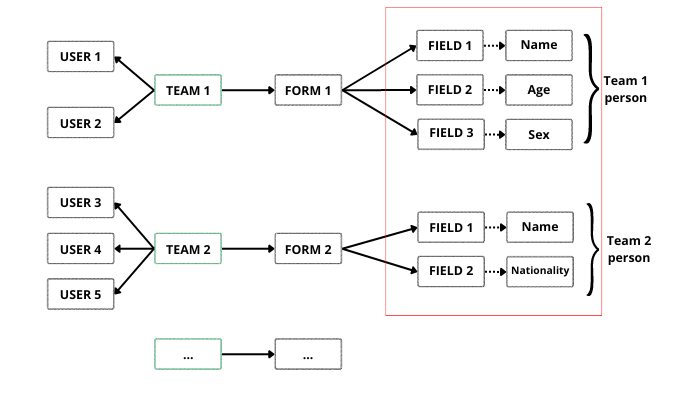 USER 1
USER 2
TEAM 1
FORM 1
FIELD 1
Name
FIELD 2
Age
FIELD 3
Sex
Team 1
person
USER 3
USER 4
USER 5
TEAM 2
FORM 2
FIELD 1
Name
FIELD 2
Nationality
Team 2
person
...
...